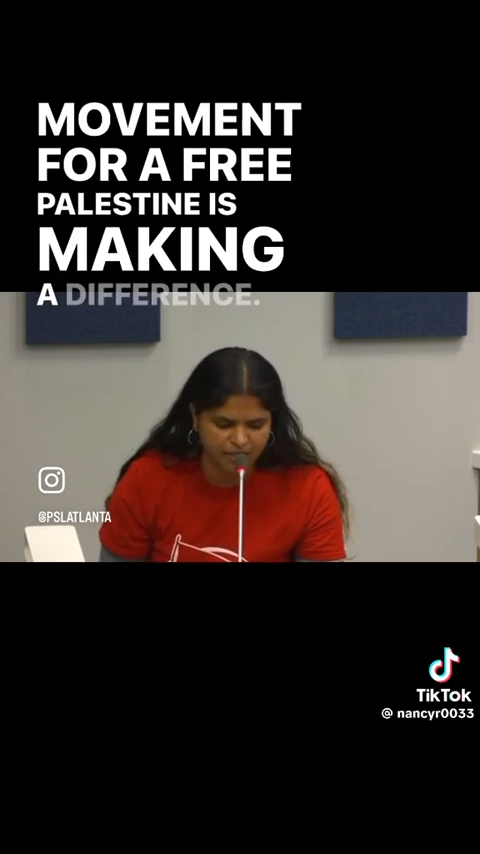 MOVEMENT
FOR A FREE
PALESTINE IS
MAKING
A DIFFERENCE.
@PSLATLANTA
TikTok
@ nancyr0033